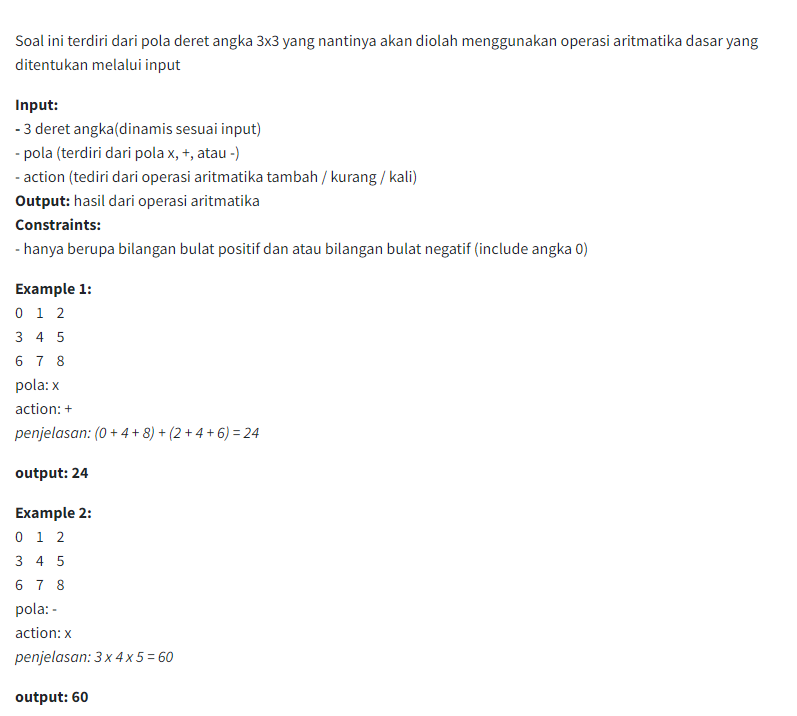 Soal ini terdiri dari pola deret angka 3x3 yang nantinya akan diolah menggunakan operasi aritmatika dasar yang
ditentukan melalui input
Input:
- 3 deret angka(dinamis sesuai input)
- pola (terdiri dari pola x, +, atau -)
- action (tediri dari operasi aritmatika tambah / kurang / kali)
Output: hasil dari operasi aritmatika
Constraints:
- hanya berupa bilangan bulat positif dan atau bilangan bulat negatif (include angka 0)
Example 1:
0 1 2
3 4 5
6 7 8
pola: x
action: +
penjelasan: (0 + 4 + 8) + (2 + 4 + 6) = 24
output: 24
Example 2:
0 1 2
3 4 5
6 7 8
pola: -
action: x
penjelasan: 3 x 4 x 5 = 60
output: 60